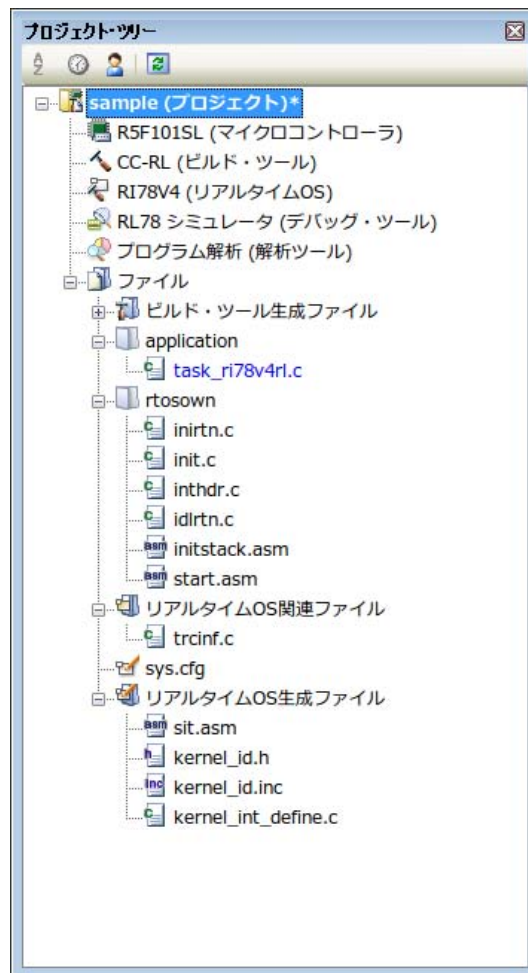 プロジェクト・ツリー
sample (プロジェクト)*
R5F101SL (マイクロコントローラ)
CC-RL (ビルド・ツール)
RI78V4 (リアルタイムOS)
RL78 シミュレータ (デバッグ・ツール)
プログラム解析 (解析ツール)
ファイル
ビルド・ツール生成ファイル
application
task_ri78v4rl.c
rtosown
inirtn.c
init.c
inthdr.c
idlrtn.c
initstack.asm
start.asm
リアルタイムOS関連ファイル
trcinf.c
sys.cfg
リアルタイムOS生成ファイル
sit.asm
kernel_id.h
kernel_id.inc
kernel_int_define.c